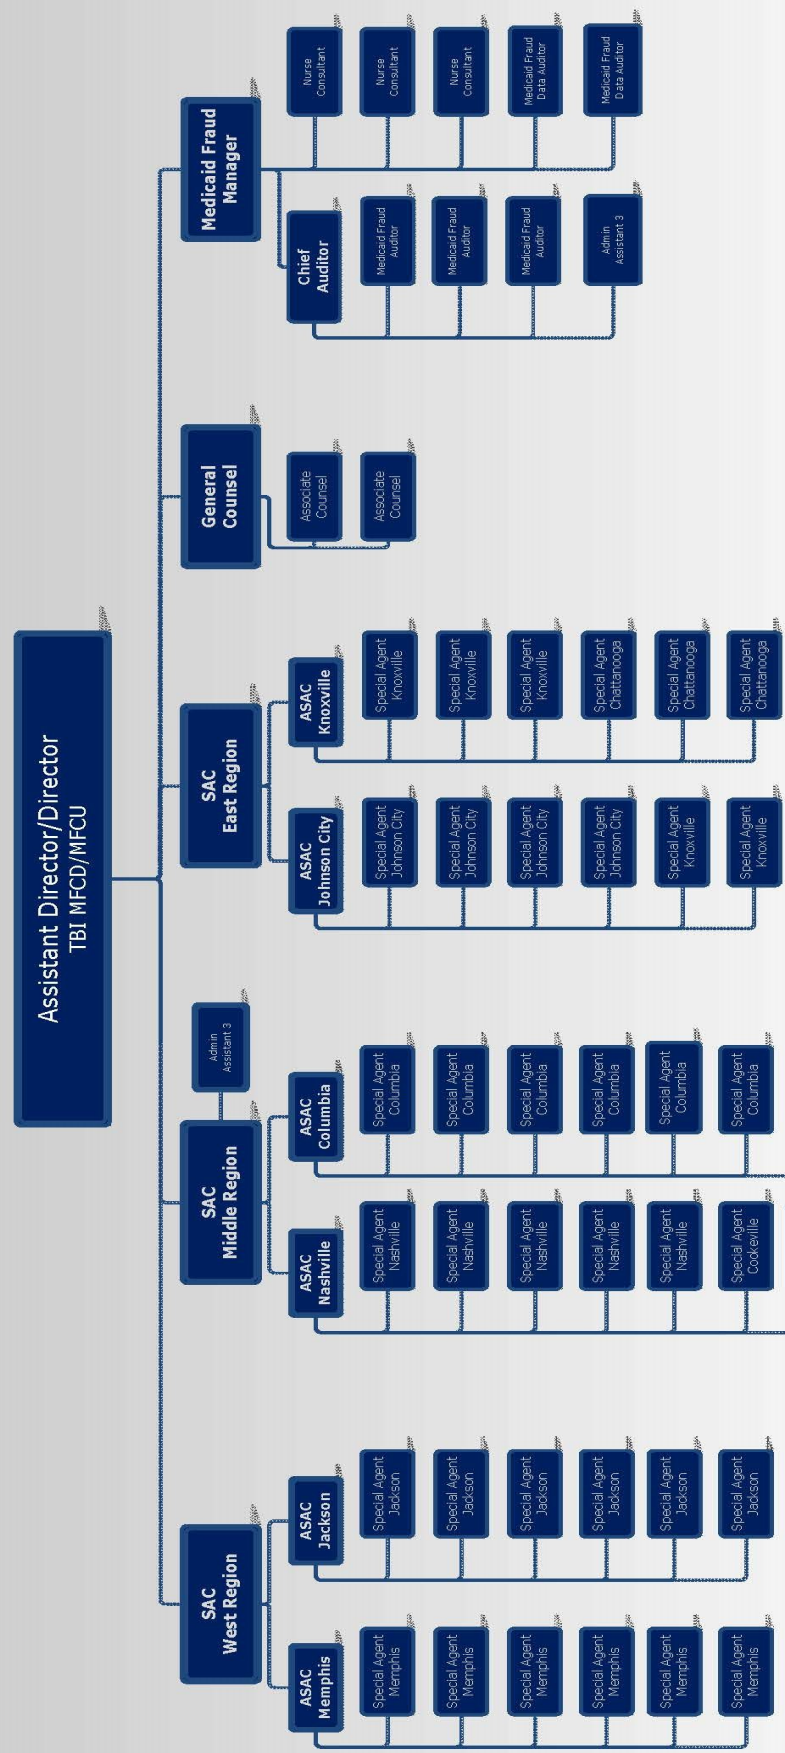 Assistant Director/Director
TBI MFCD/MFCU
SAC
West Region
ASAC
Memphis
Special Agent
Memphis
Special Agent
Memphis
Special Agent
Memphis
Special Agent
Memphis
Special Agent
Memphis
Special Agent
Memphis
ASAC
Jackson
Special Agent
Jackson
Special Agent
Jackson
Special Agent
Jackson
Special Agent
Jackson
Special Agent
Jackson
Special Agent
Jackson
SAC
Middle Region
Admin
Assistant 3
ASAC
Nashville
Special Agent
Nashville
Special Agent
Nashville
Special Agent
Nashville
Special Agent
Nashville
Special Agent
Nashville
Special Agent
Cookeville
ASAC
Columbia
Special Agent
Columbia
Special Agent
Columbia
Special Agent
Columbia
Special Agent
Columbia
Special Agent
Columbia
Special Agent
Columbia
SAC
East Region
ASAC
Johnson City
Special Agent
Johnson City
Special Agent
Johnson City
Special Agent
Johnson City
Special Agent
Johnson City
Special Agent
Knoxville
Special Agent
Knoxville
ASAC
Knoxville
Special Agent
Knoxville
Special Agent
Knoxville
Special Agent
Knoxville
Special Agent
Chattanooga
Special Agent
Chattanooga
Special Agent
Chattanooga
General
Counsel
Associate
Counsel
Associate
Counsel
Medicaid Fraud
Manager
Chief
Auditor
Medicaid Fraud
Auditor
Medicaid Fraud
Auditor
Medicaid Fraud
Auditor
Admin
Assistant 3
Nurse
Consultant
Nurse
Consultant
Nurse
Consultant
Medicaid Fraud
Data Auditor
Medicaid Fraud
Data Auditor